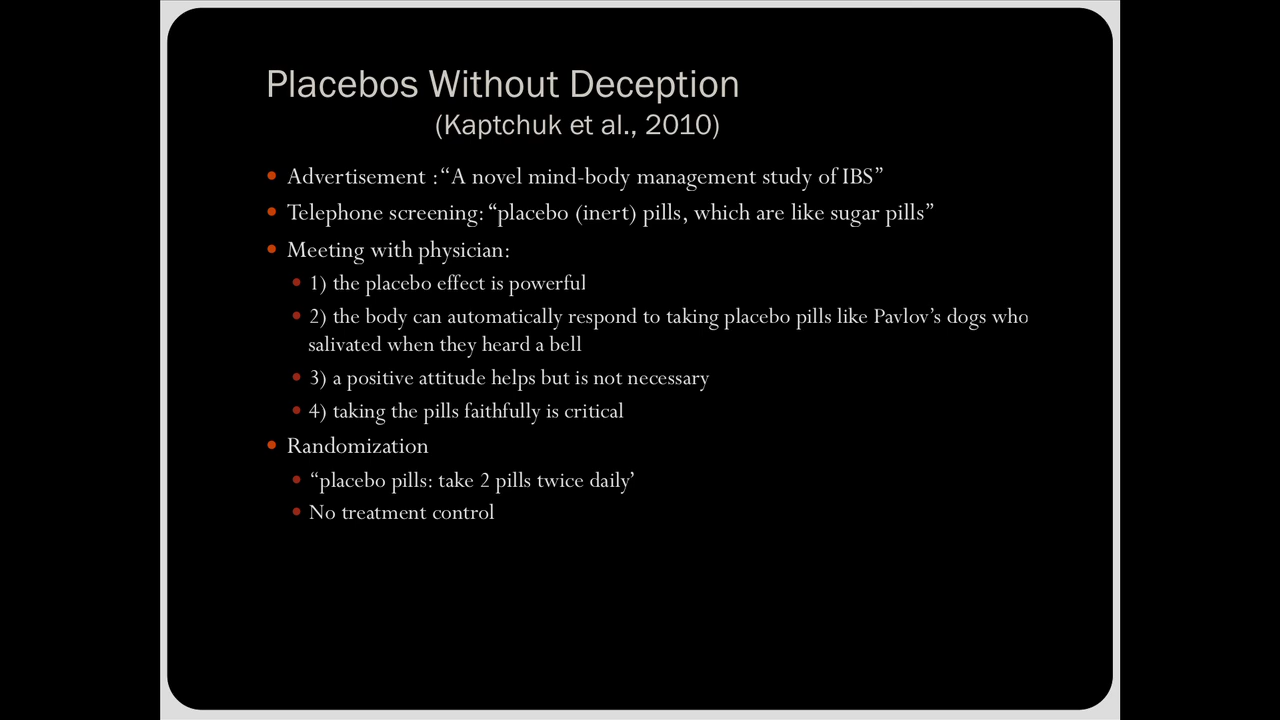 Placebos Without Deception
(Kaptchuk et al., 2010)
• Advertisement : “A novel mind-body management study of IBS”
• Telephone screening: “placebo (inert) pills, which are like sugar pills”
• Meeting with physician:
• 1) the placebo effect is powerful
• 2) the body can automatically respond to taking placebo pills like Pavlov’s dogs who
salivated when they heard a bell
• 3) a positive attitude helps but is not necessary
• 4) taking the pills faithfully is critical
• Randomization
• “placebo pills: take 2 pills twice daily’
• No treatment control